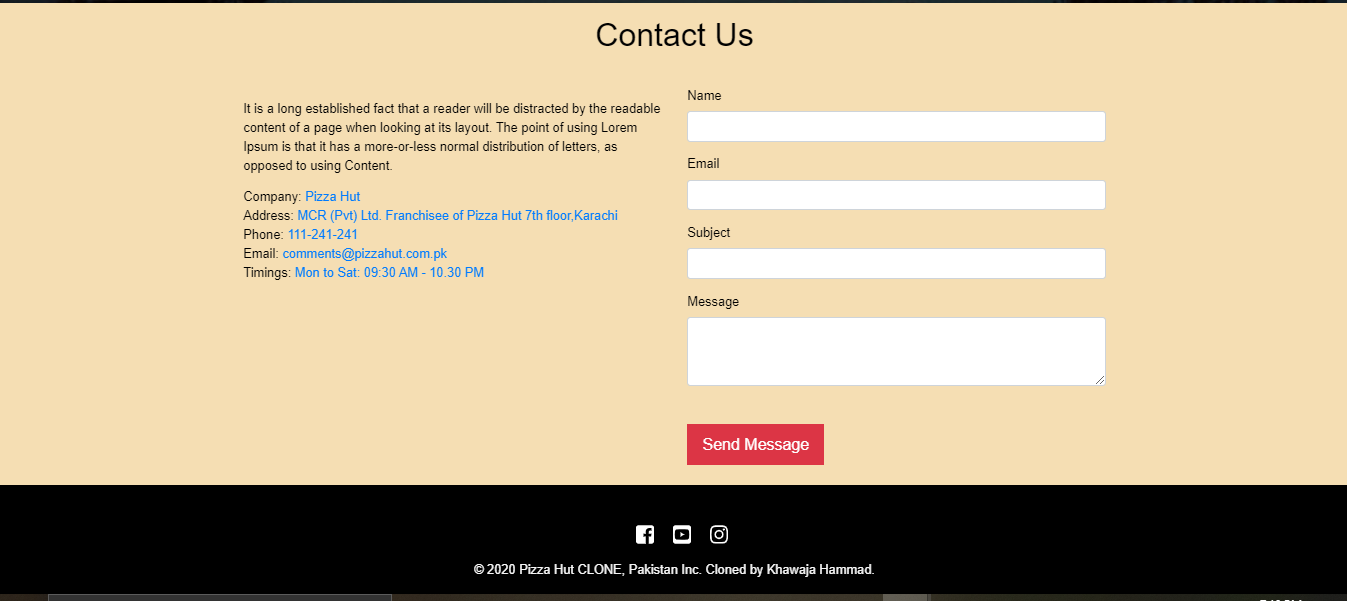 Contact Us
It is a long established fact that a reader will be distracted by the readable
content of a page when looking at its layout. The point of using Lorem
Ipsum is that it has a more-or-less normal distribution of letters, as
opposed to using Content.
Company: Pizza Hut
Address: MCR (Pvt) Ltd. Franchisee of Pizza Hut 7th floor,Karachi
Phone: 111-241-241
Email: comments@pizzahut.com.pk
Timings: Mon to Sat: 09:30 AM - 10.30 PM
Name
Email
Subject
Message
Send Message
© 2020 Pizza Hut CLONE, Pakistan Inc. Cloned by Khawaja Hammad.